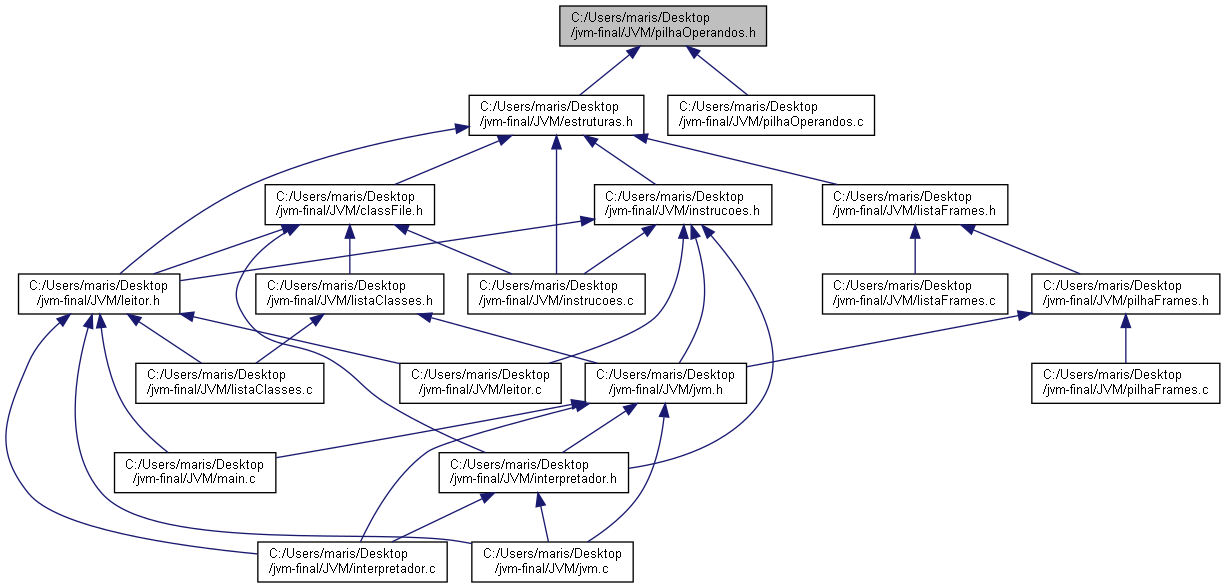 C:/Users/maris/Desktop
/jvm-final/JVM/pilhaOperandos.h
C:/Users/maris/Desktop
/jvm-final/JVM/estruturas.h
C:/Users/maris/Desktop
/jvm-final/JVM/pilhaOperandos.c
C:/Users/maris/Desktop
/jvm-final/JVM/classFile.h
C:/Users/maris/Desktop
/jvm-final/JVM/instrucoes.h
C:/Users/maris/Desktop
/jvm-final/JVM/listaFrames.h
C:/Users/maris/Desktop
/jvm-final/JVM/leitor.h
C:/Users/maris/Desktop
/jvm-final/JVM/listaClasses.h
C:/Users/maris/Desktop
/jvm-final/JVM/instrucoes.c
C:/Users/maris/Desktop
/jvm-final/JVM/listaFrames.c
C:/Users/maris/Desktop
/jvm-final/JVM/pilhaFrames.h
C:/Users/maris/Desktop
/jvm-final/JVM/listaClasses.c
C:/Users/maris/Desktop
/jvm-final/JVM/leitor.c
C:/Users/maris/Desktop
/jvm-final/JVM/jvm.h
C:/Users/maris/Desktop
/jvm-final/JVM/pilhaFrames.c
C:/Users/maris/Desktop
/jvm-final/JVM/main.c
C:/Users/maris/Desktop
/jvm-final/JVM/interpretador.h
C:/Users/maris/Desktop
/jvm-final/JVM/interpretador.c
C:/Users/maris/Desktop
/jvm-final/JVM/jvm.c